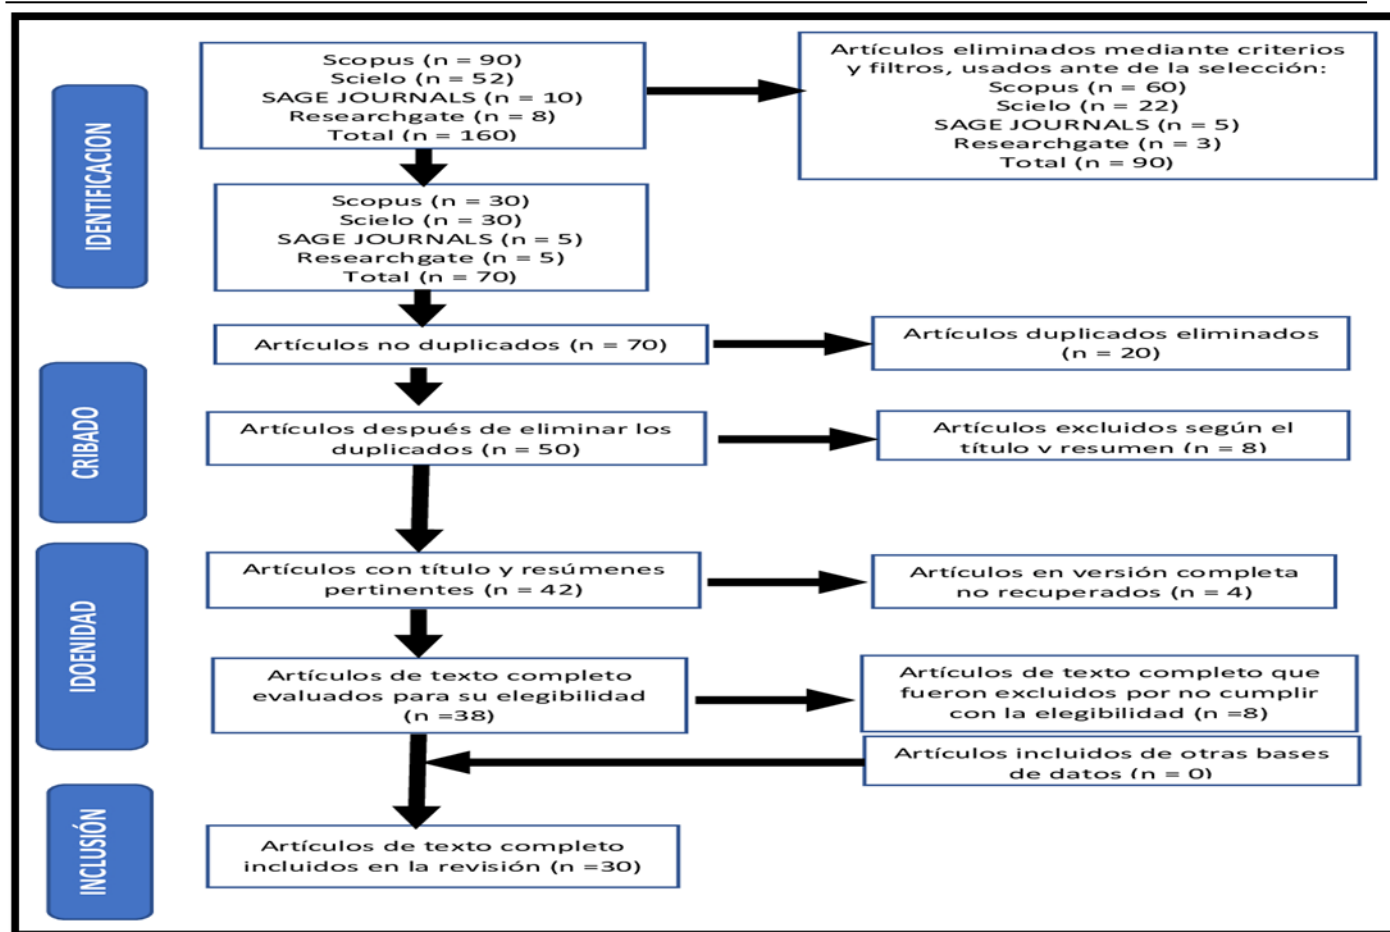 IDENTIFICACION
Scopus (n = 90)
Scielo (n = 52)
SAGE JOURNALS (n = 10)
Researchgate (n = 8)
Total (n = 160)
Artículos eliminados mediante criterios
y filtros, usados ante de la selección:
Scopus (n = 60)
Scielo (n = 22)
SAGE JOURNALS (n = 5)
Researchgate (n = 3)
Total (n = 90)
Scopus (n = 30)
Scielo (n = 30)
SAGE JOURNALS (n = 5)
Researchgate (n = 5)
Total (n = 70)
Artículos no duplicados (n = 70)
Artículos duplicados eliminados
(n = 20)
CRIBADO
Artículos después de eliminar los
duplicados (n = 50)
Artículos excluidos según el
título y resumen (n = 8)
IDOENIDAD
Artículos con título y resúmenes
pertinentes (n = 42)
Artículos en versión completa
no recuperados (n = 4)
Artículos de texto completo
evaluados para su elegibilidad
(n =38)
Artículos de texto completo que
fueron excluidos por no cumplir
con la elegibilidad (n =8)
Artículos incluidos de otras bases
de datos (n = 0)
INCLUSIÓN
Artículos de texto completo
incluidos en la revisión (n =30)